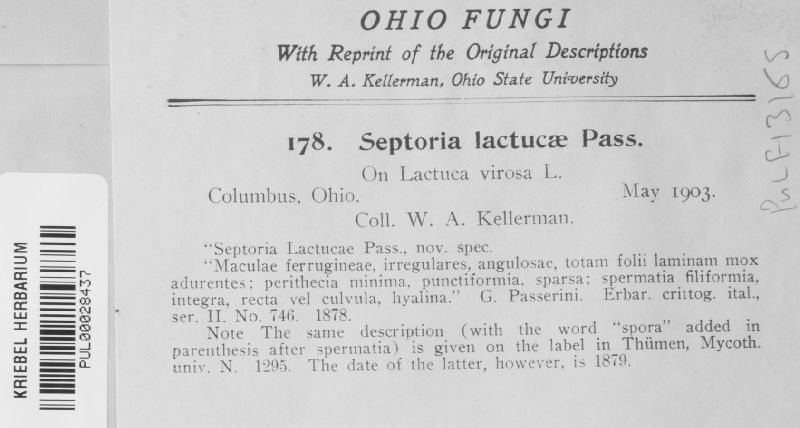 OHIO FUNGI
With Reprint of the Original Descriptions
W. A. Kellerman, Ohio State University
178. Septoria lactucæ Pass.
On Lactuca virosa L.
Columbus, Ohio. May 1903.
Coll. W. A. Kellerman.
"Septoria Lactucae Pass., nov. spec.
"Maculae ferrugineae, irregulares, angulosae, totam folii laminam mox
adurentes; perithecia minima, punctiformia, sparsa; spermatia filiformia,
integra, recta vel culvula, hyalina." G. Passerini. Erbar. crittog. ital.,
ser. II. No. 746. 1878.
Note The same description (with the word "spora" added in
parenthesis after spermatia) is given on the label in Thümen, Mycoth.
univ. N. 1295. The date of the latter, however, is 1879.
KRIEBEL HERBARIUM
PUL00028437
PuLF13165